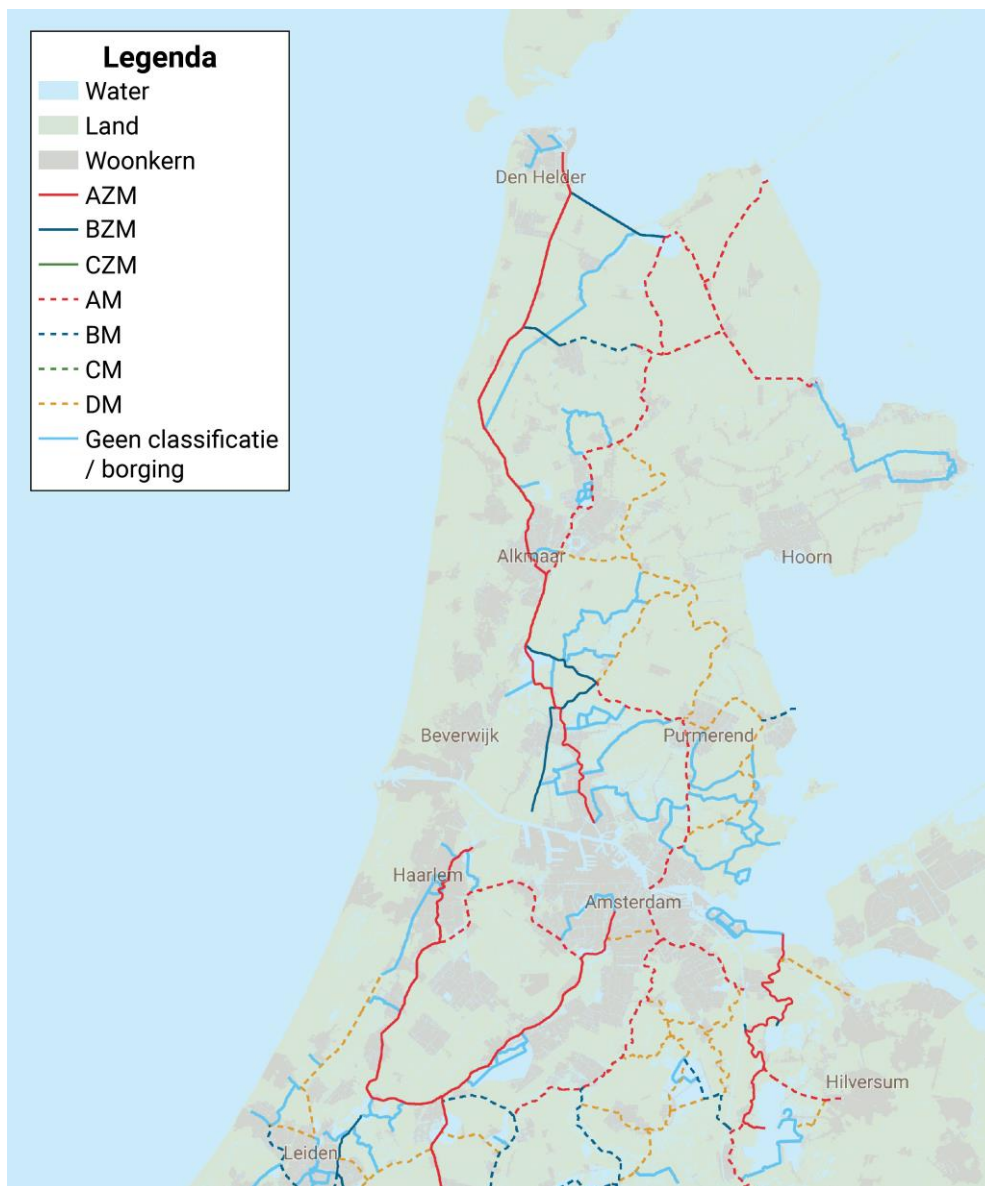 Legenda
Water
Land
Woonkern
AZM
BZM
CZM
AM
BM
CM
DM
Geen classificatie
/ borging
Den Helder
Alkmaar
Hoorn
Beverwijk
Purmerend
Haarlem
Amsterdam
Hilversum
Leiden